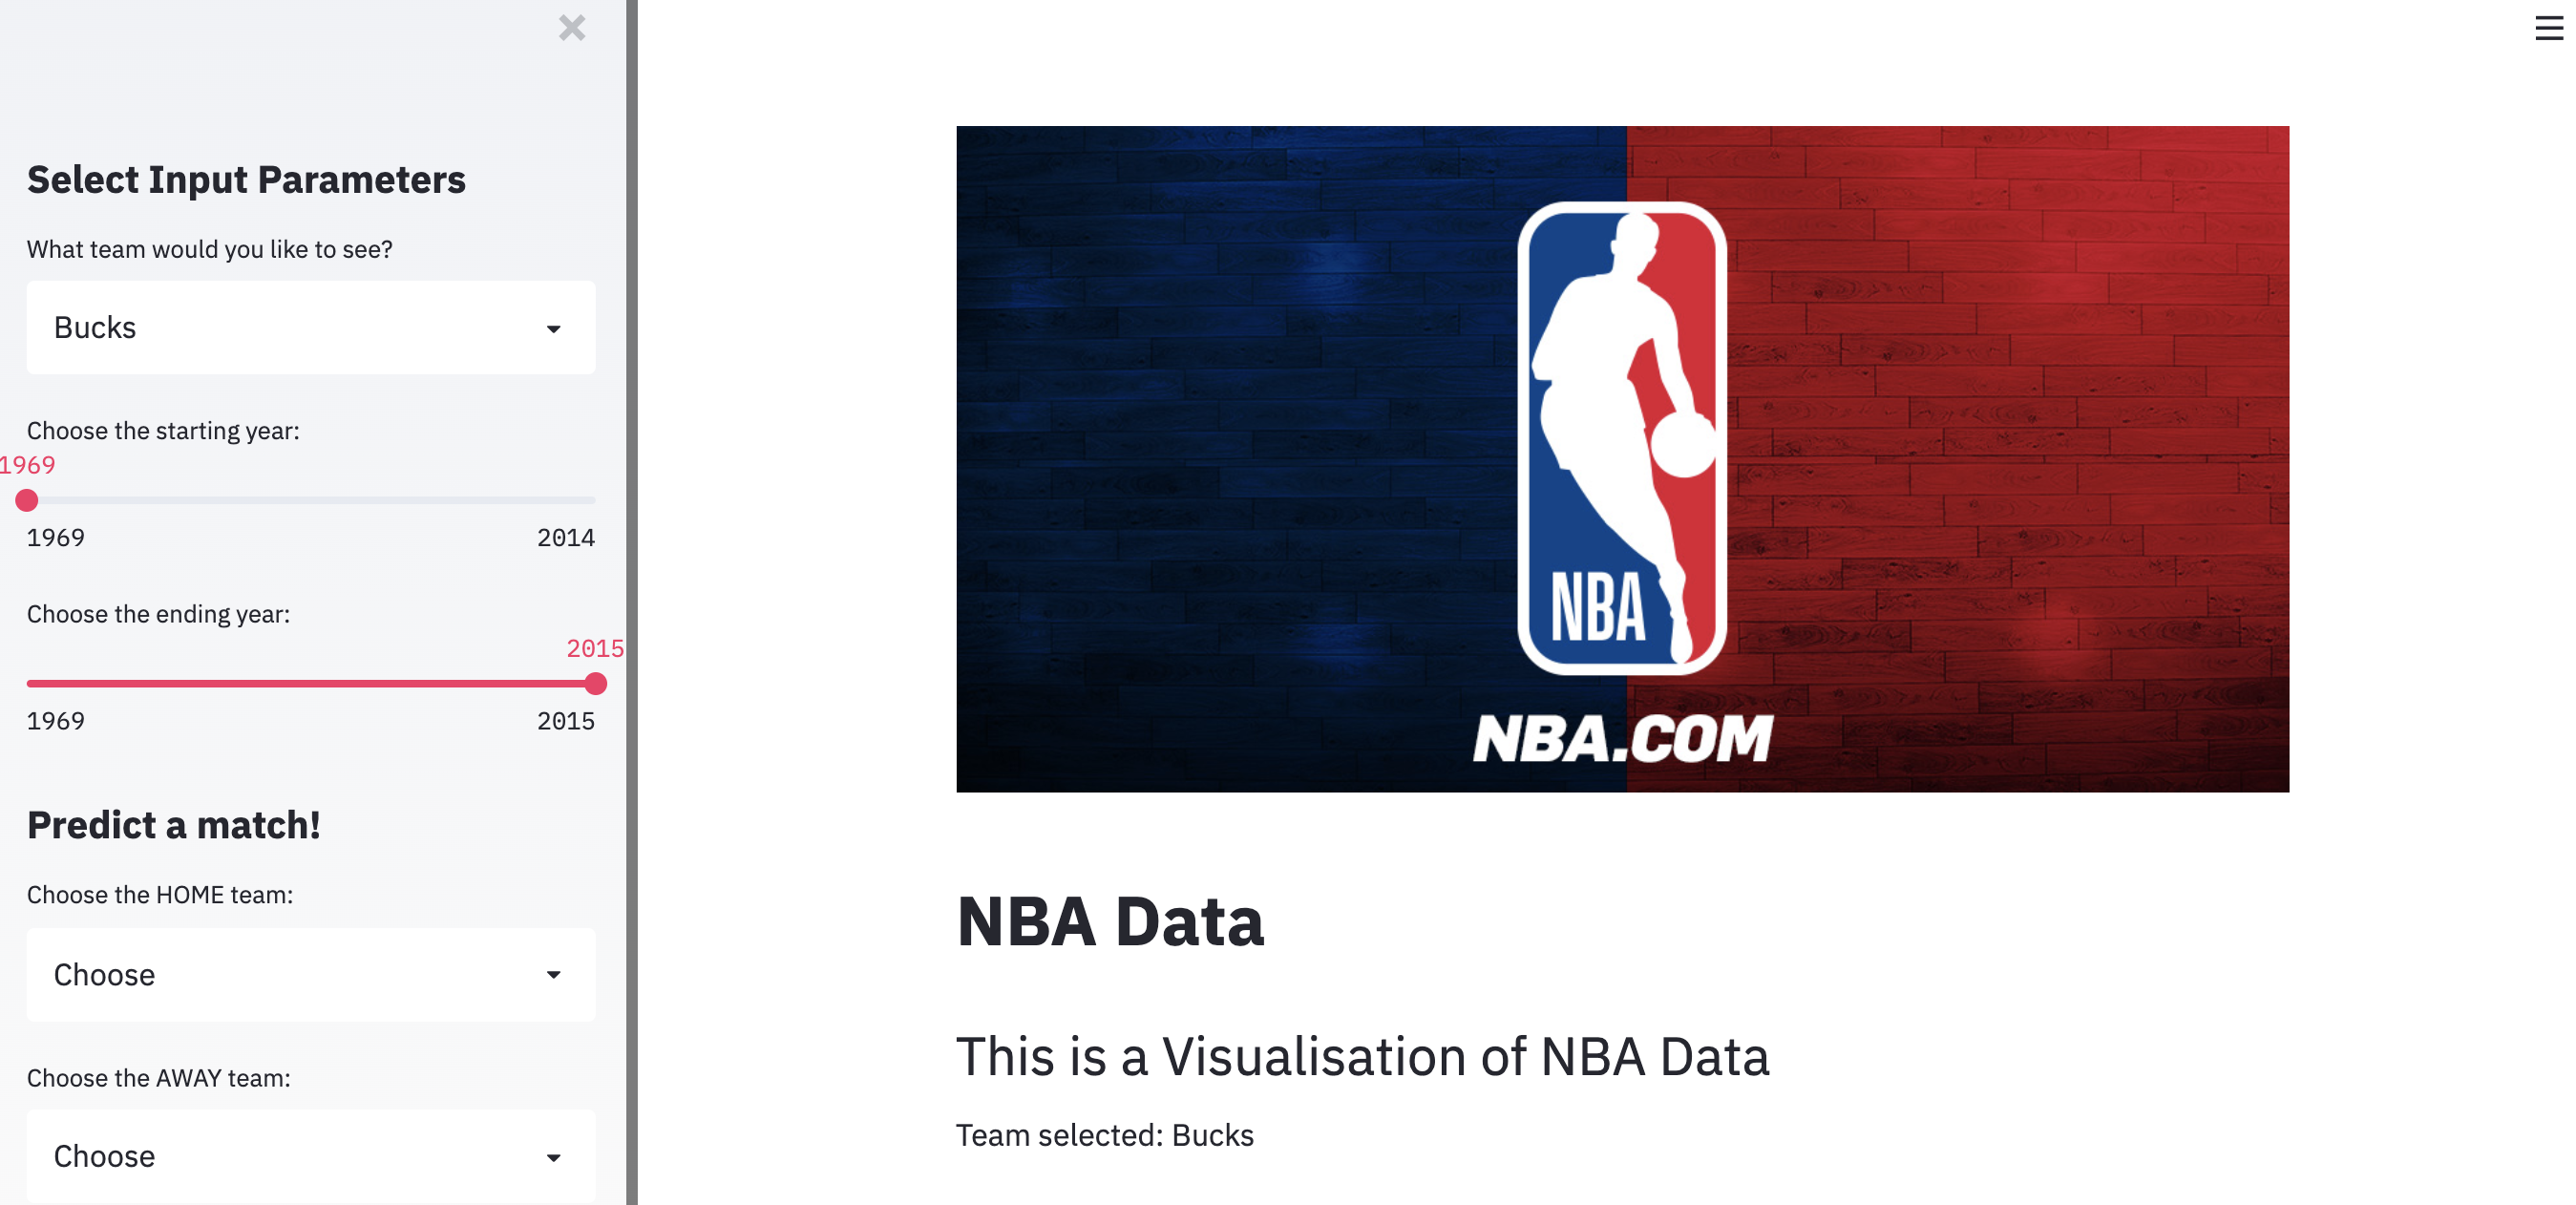 Select Input Parameters
What team would you like to see?
Bucks
Choose the starting year:
1969
1969 2014
Choose the ending year:
2015
1969 2015
Predict a match!
Choose the HOME team:
Choose
Choose the AWAY team:
Choose
NBA
NBA.COM
NBA Data
This is a Visualisation of NBA Data
Team selected: Bucks